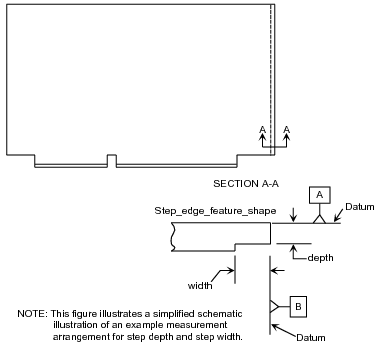 A A
SECTION A-A
A
Step_edge_feature_shape
Datum
depth
width
B
NOTE: This figure illustrates a simplified schematic
illustration of an example measurement
arrangement for step depth and step width.
Datum